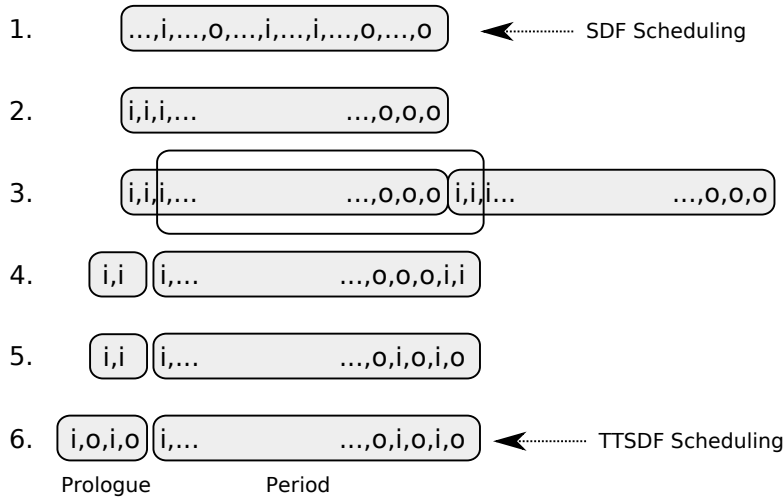 1. ...,i,...,o,...,i,...,i,...,o,...,o SDF Scheduling
2. i,i,i,... ...,o,o,o
3. i,i,i,... ...,o,o,o i,i,i... ...,o,o,o
4. i,i i,... ...,o,o,o,i,i
5. i,i i,... ...,o,i,o,i,o
6. i,o,i,o i,... ...,o,i,o,i,o TTSDF Scheduling
Prologue Period